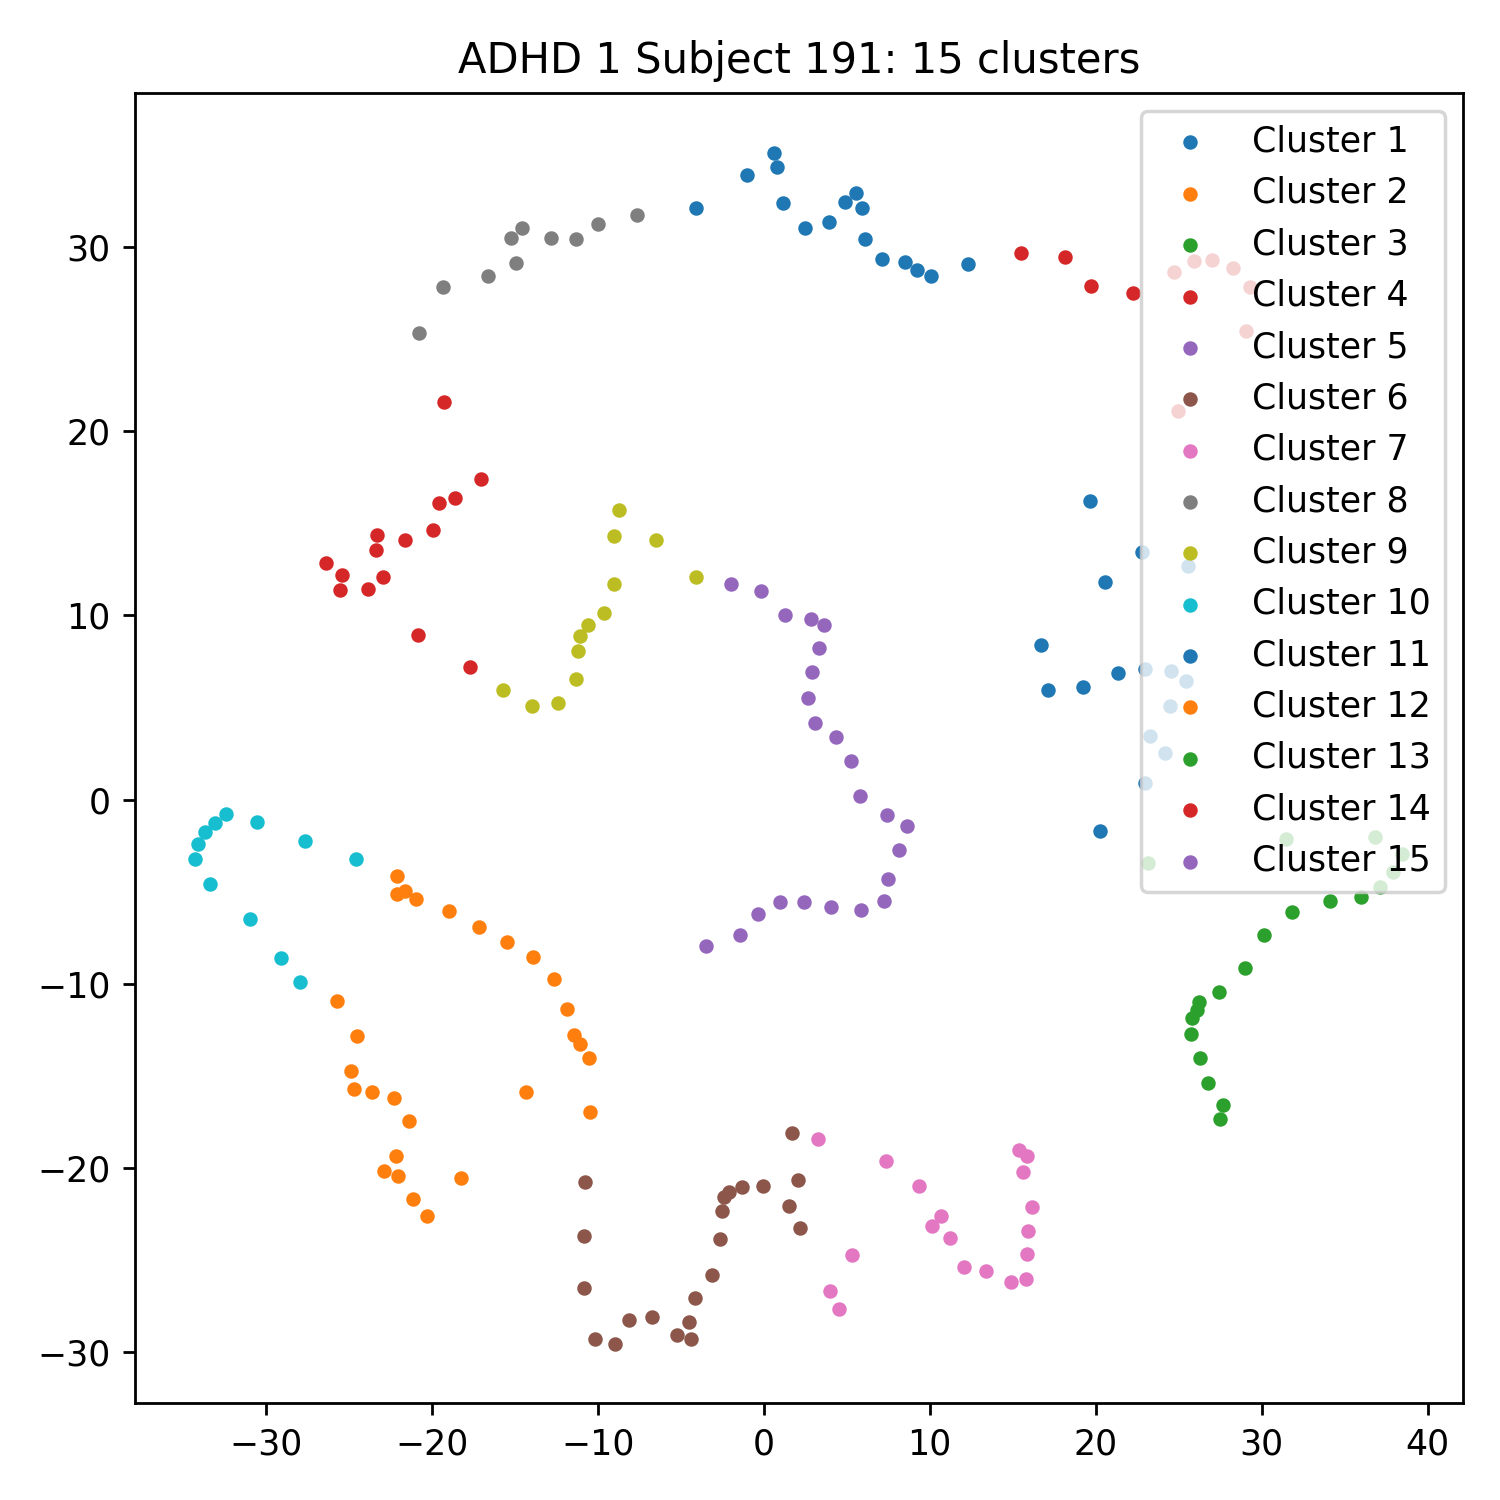 ADHD 1 Subject 191: 15 clusters
Cluster 1
Cluster 2
Cluster 3
Cluster 4
Cluster 5
Cluster 6
Cluster 7
Cluster 8
Cluster 9
Cluster 10
Cluster 11
Cluster 12
Cluster 13
Cluster 14
Cluster 15
30
20
10
0
−10
−20
−30
−30 −20 −10 0 10 20 30 40